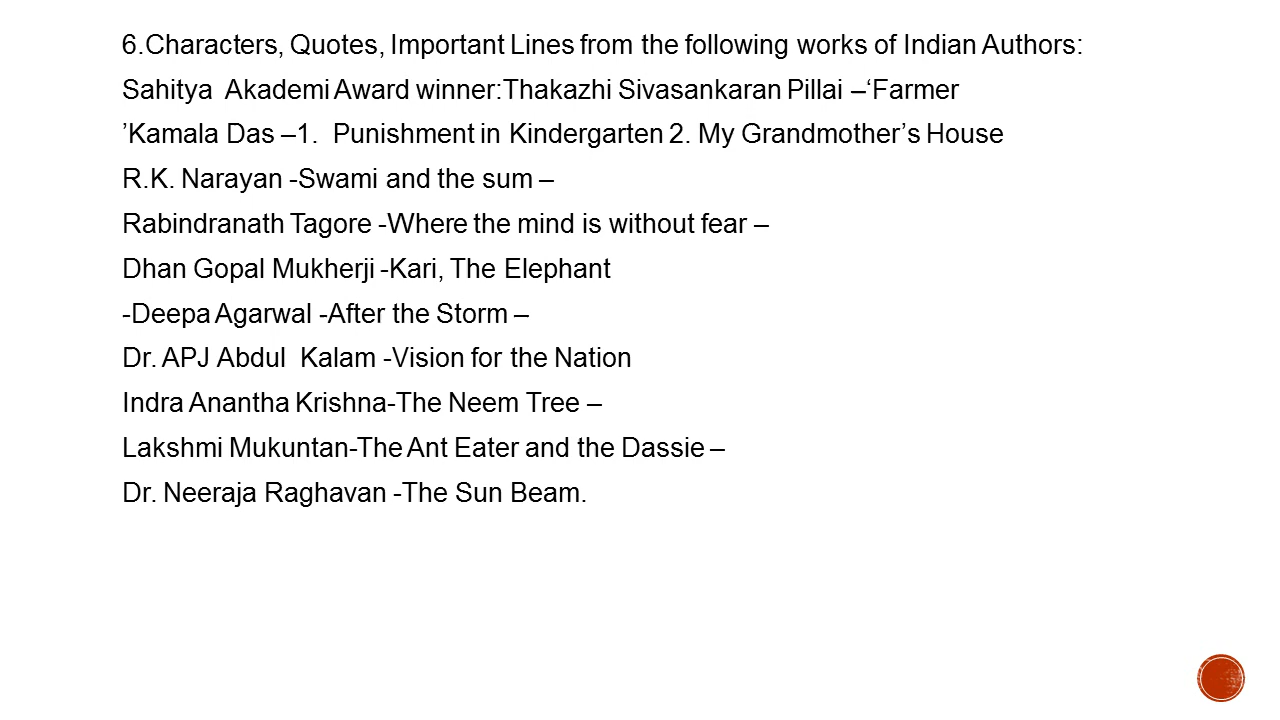 6.Characters, Quotes, Important Lines from the following works of Indian Authors:
Sahitya  Akademi Award winner:Thakazhi Sivasankaran Pillai –‘Farmer
’Kamala Das –1.  Punishment in Kindergarten 2. My Grandmother’s House
R.K. Narayan -Swami and the sum –
Rabindranath Tagore -Where the mind is without fear –
Dhan Gopal Mukherji -Kari, The Elephant
-Deepa Agarwal -After the Storm –
Dr. APJ Abdul  Kalam -Vision for the Nation
Indra Anantha Krishna-The Neem Tree –
Lakshmi Mukuntan-The Ant Eater and the Dassie –
Dr. Neeraja Raghavan -The Sun Beam.